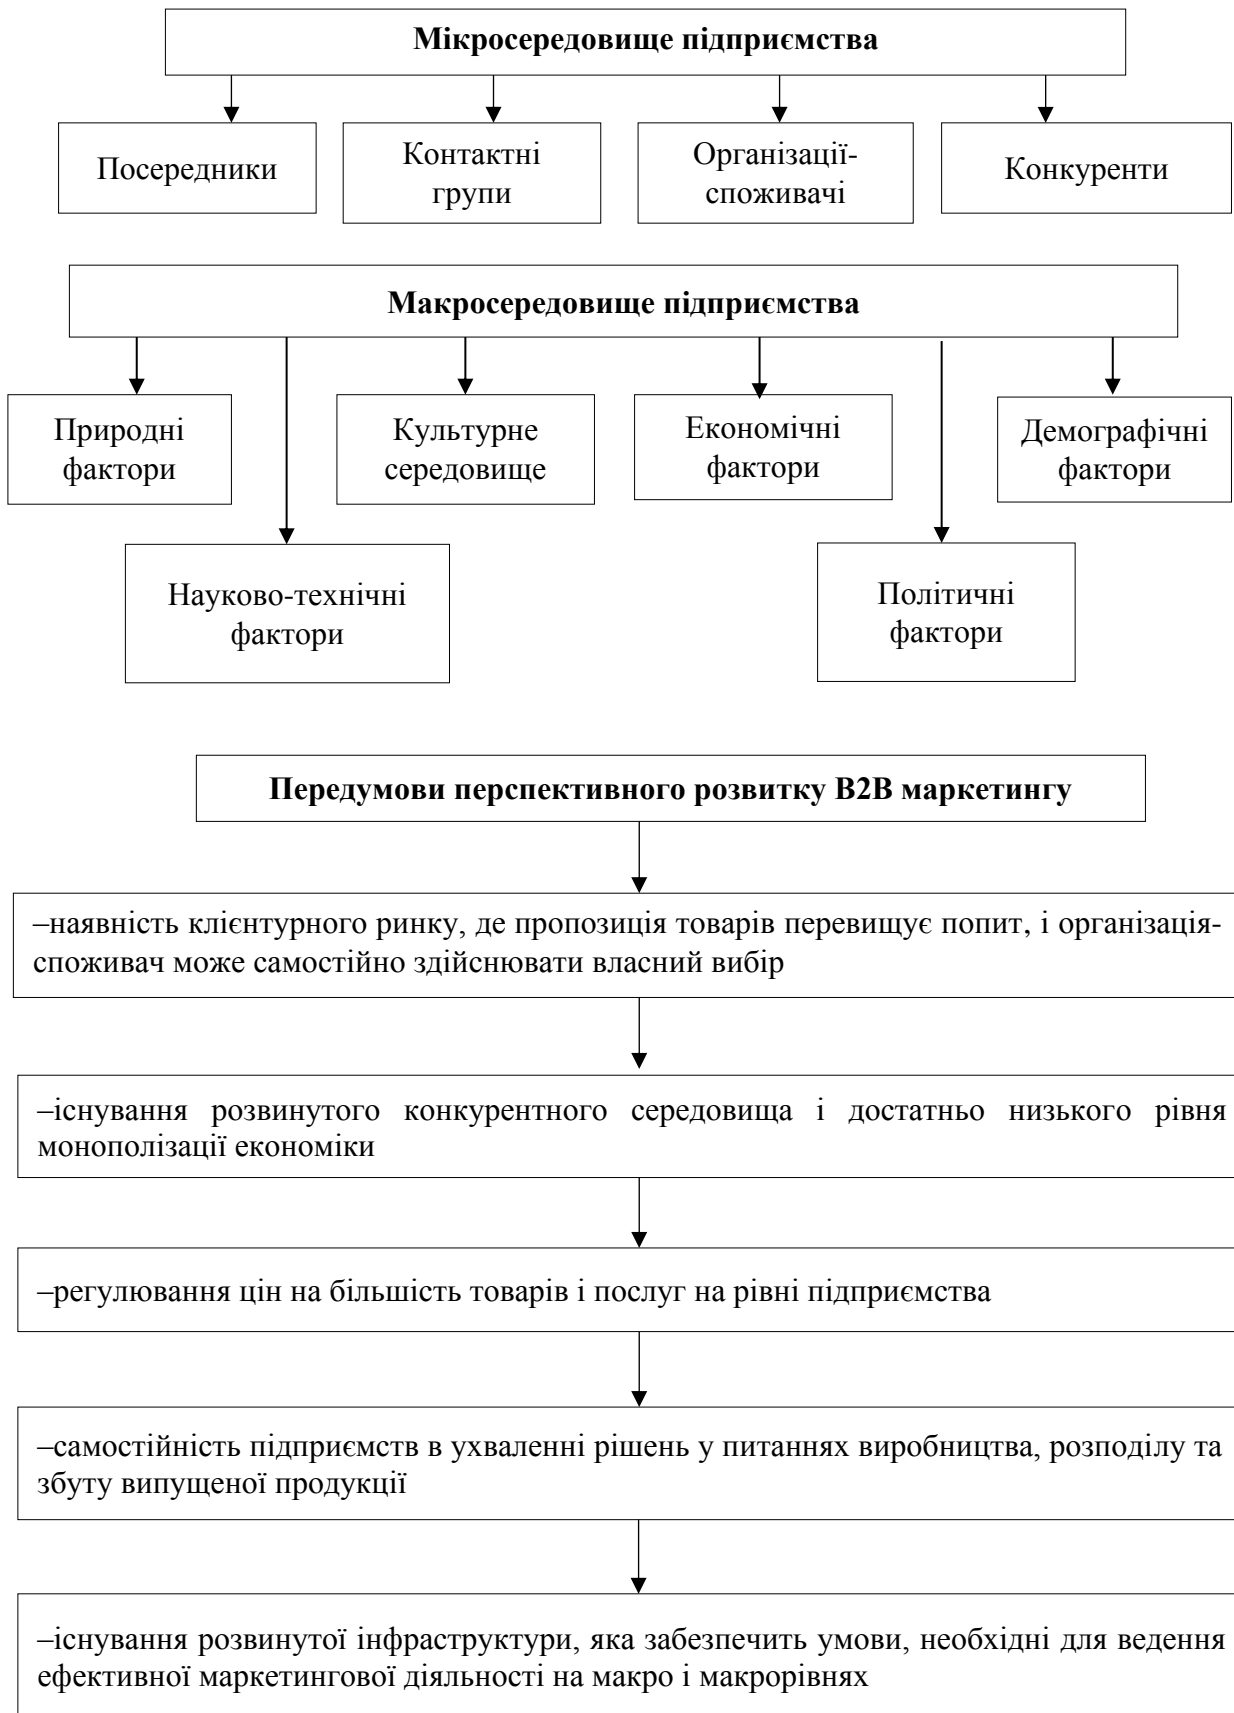 Мікросередовище підприємства
Посередники
Контактні
групи
Організації-
споживачі
Конкуренти
Макросередовище підприємства
Природні
фактори
Культурне
середовище
Економічні
фактори
Демографічні
фактори
Науково-технічні
фактори
Політичні
фактори
Передумови перспективного розвитку B2B маркетингу
–наявність клієнтурного ринку, де пропозиція товарів перевищує попит, і організація-
споживач може самостійно здійснювати власний вибір
–існування розвинутого конкурентного середовища і достатньо низького рівня
монополізації економіки
–регулювання цін на більшість товарів і послуг на рівні підприємства
–самостійність підприємств в ухваленні рішень у питаннях виробництва, розподілу та
збуту випущеної продукції
–існування розвинутої інфраструктури, яка забезпечить умови, необхідні для ведення
ефективної маркетингової діяльності на макро і макрорівнях